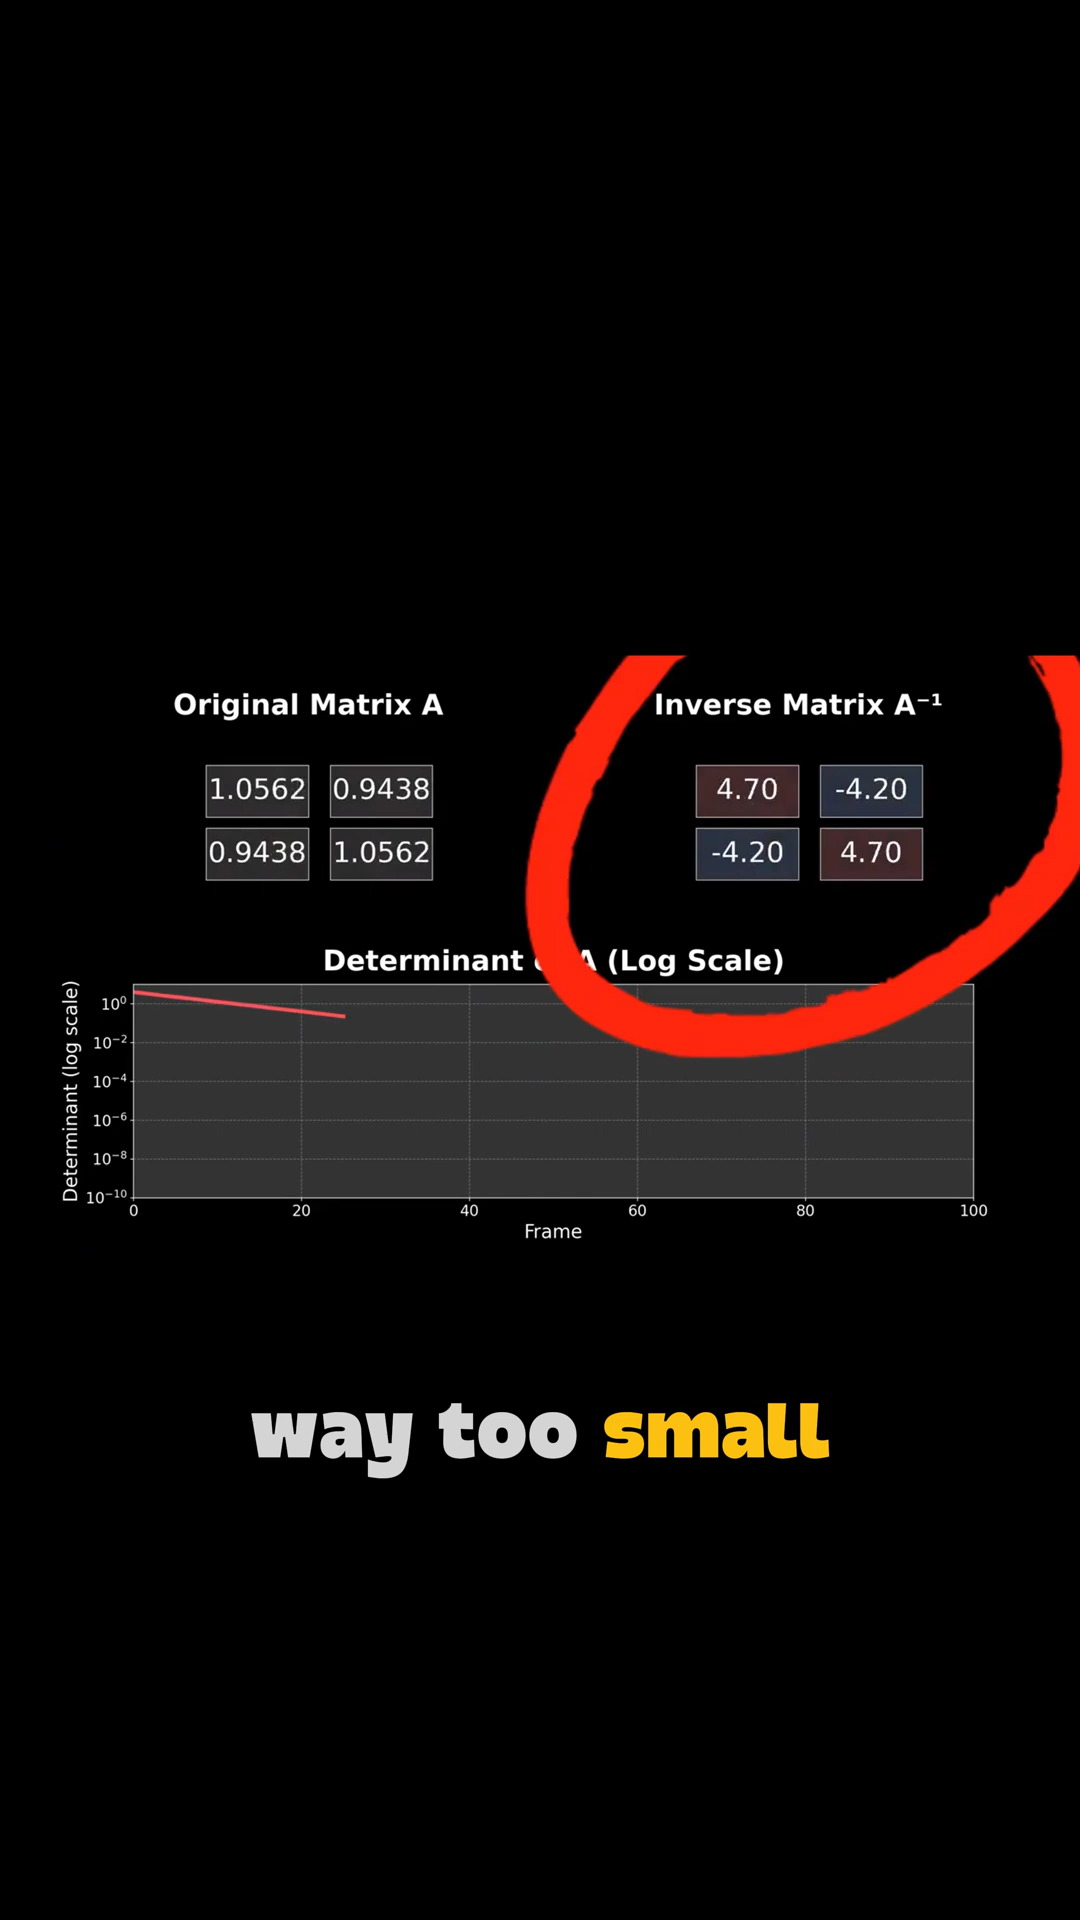 Original Matrix A
Inverse Matrix A⁻¹
1.0562 0.9438
4.70 -4.20
0.9438 1.0562
-4.20 4.70
Determinant A (Log Scale)
Determinant (log scale)
10⁰
10⁻²
10⁻⁴
10⁻⁶
10⁻⁸
10⁻¹⁰
0 20 40 60 80 100
Frame
way too small